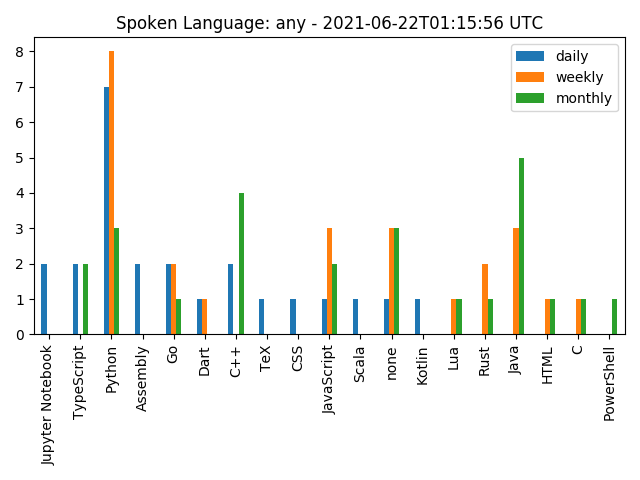 Spoken Language: any - 2021-06-22T01:15:56 UTC
daily
weekly
monthly
8
7
6
5
4
3
2
1
0
Jupyter Notebook
TypeScript
Python
Assembly
Go
Dart
C++
TeX
CSS
JavaScript
Scala
none
Kotlin
Lua
Rust
Java
HTML
C
PowerShell